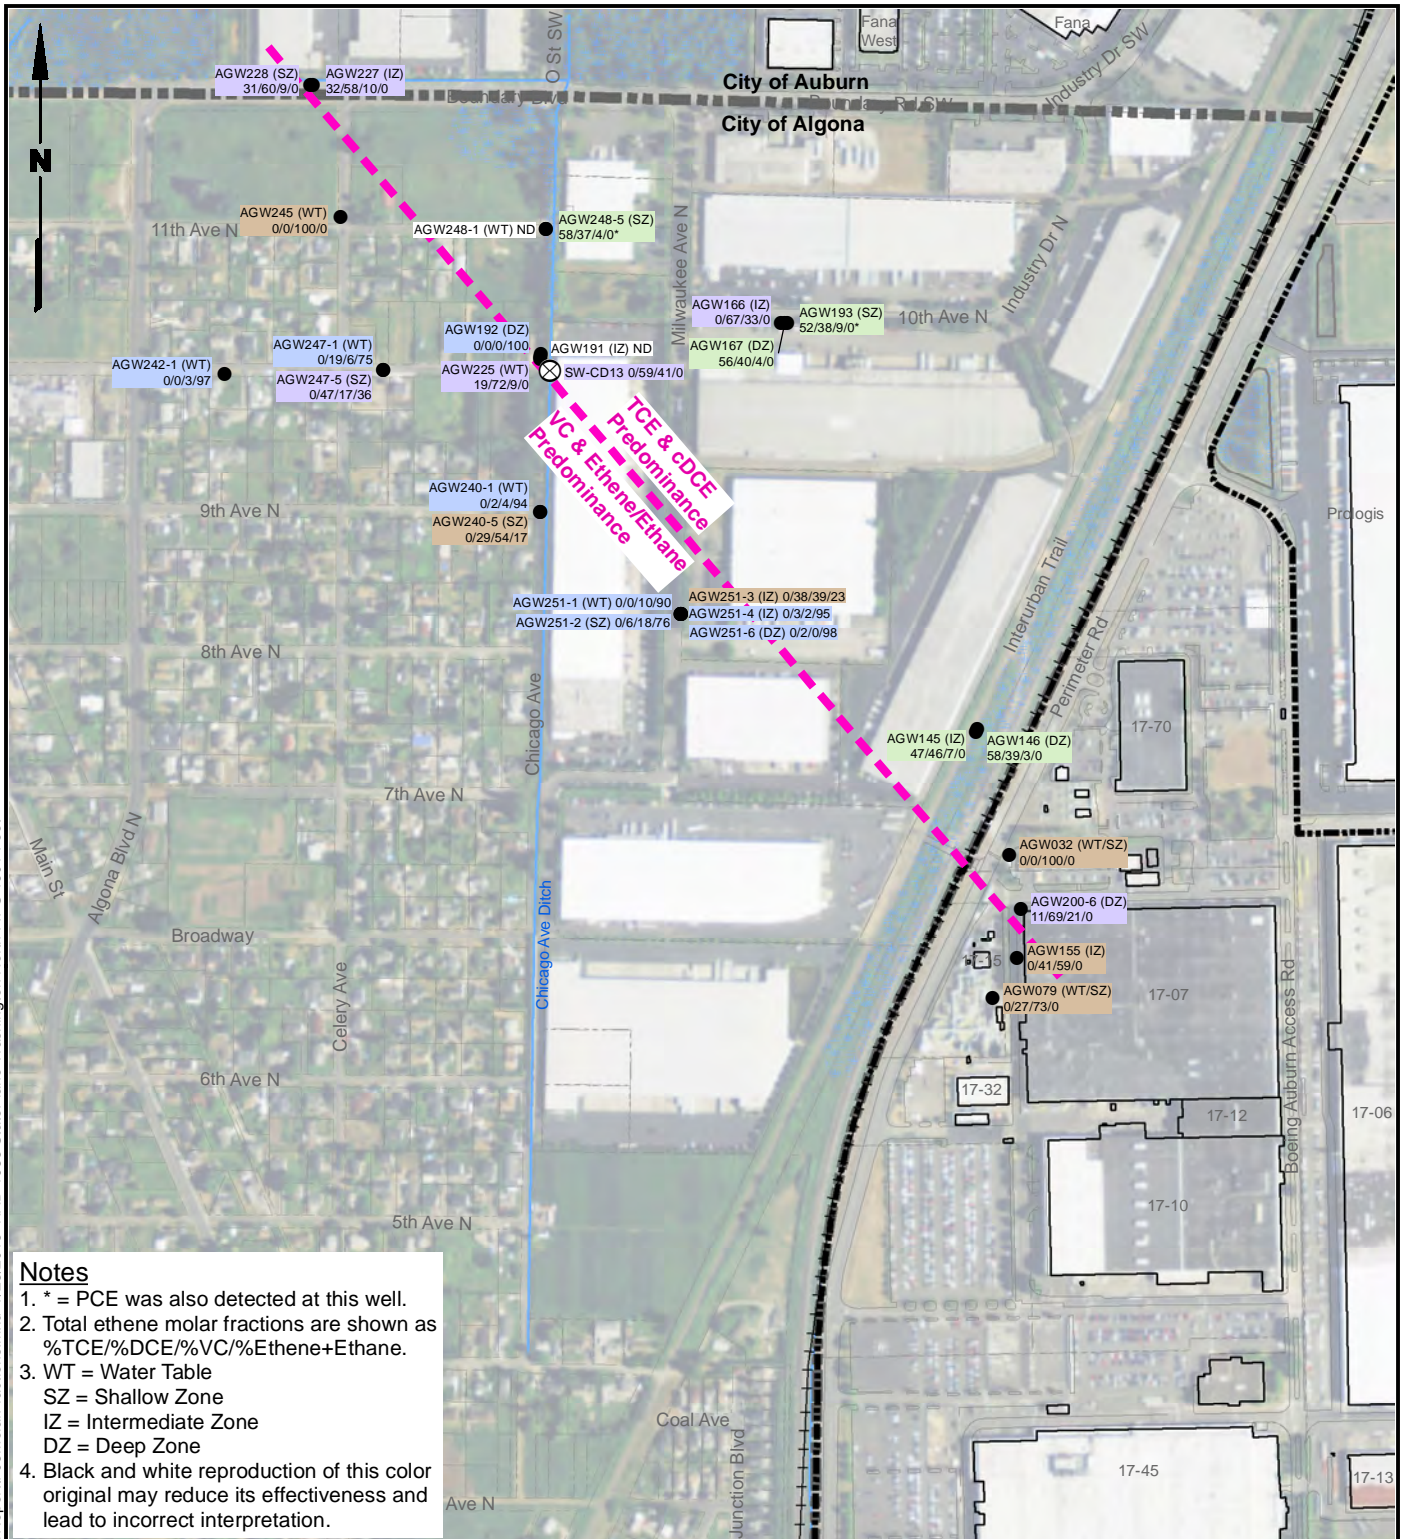 Fana
West
Fana
O St SW
Industry Dr SW
AGW228 (SZ)
31/60/9/0
AGW227 (IZ)
32/58/10/0
City of Auburn
Boundary Blvd
Boundary Rd SW
City of Algona
N
AGW245 (WT)
0/0/100/0
11th Ave N
AGW248-1 (WT) ND
AGW248-5 (SZ)
58/37/4/0*
Milwaukee Ave N
Industry Dr N
AGW166 (IZ)
0/67/33/0
AGW193 (SZ)
52/38/9/0*
10th Ave N
AGW167 (DZ)
56/40/4/0
AGW192 (DZ)
0/0/0/100
AGW191 (IZ) ND
AGW247-1 (WT)
0/19/6/75
AGW242-1 (WT)
0/0/3/97
AGW247-5 (SZ)
0/47/17/36
AGW225 (WT)
19/72/9/0
SW-CD13 0/59/41/0
TCE & cDCE
Predominance
VC & Ethene/Ethane
Predominance
AGW240-1 (WT)
0/2/4/94
9th Ave N
AGW240-5 (SZ)
0/29/54/17
Prologis
AGW251-1 (WT) 0/0/10/90
AGW251-3 (IZ) 0/38/39/23
AGW251-2 (SZ) 0/6/18/76
AGW251-4 (IZ) 0/3/2/95
AGW251-6 (DZ) 0/2/0/98
Interurban Trail
Perimeter Rd
8th Ave N
Chicago Ave
17-70
AGW145 (IZ)
47/46/7/0
AGW146 (DZ)
58/39/3/0
7th Ave N
Main St
Algona Blvd N
AGW032 (WT/SZ)
0/0/100/0
AGW200-6 (DZ)
11/69/21/0
Broadway
Chicago Ave Ditch
17-15
AGW155 (IZ)
0/41/59/0
AGW079 (WT/SZ)
0/27/73/0
17-07
Celery Ave
Boeing Auburn Access Rd
6th Ave N
17-32
17-12
17-06
17-10
5th Ave N
Notes
1. * = PCE was also detected at this well.
2. Total ethene molar fractions are shown as
%TCE/%DCE/%VC/%Ethene+Ethane.
3. WT = Water Table
SZ = Shallow Zone
IZ = Intermediate Zone
DZ = Deep Zone
4. Black and white reproduction of this color
original may reduce its effectiveness and
lead to incorrect interpretation.
Ave N
Coal Ave
Junction Blvd
17-45
17-13